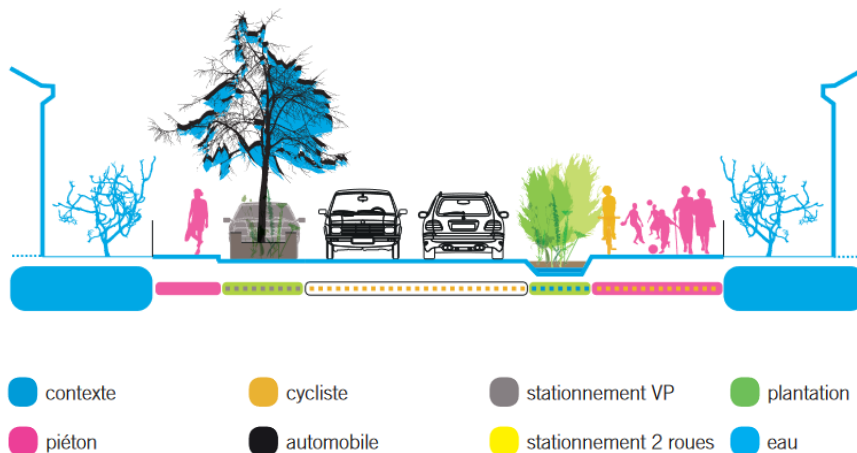 contexte
cycliste
stationnement VP
plantation
piéton
automobile
stationnement 2 roues
eau